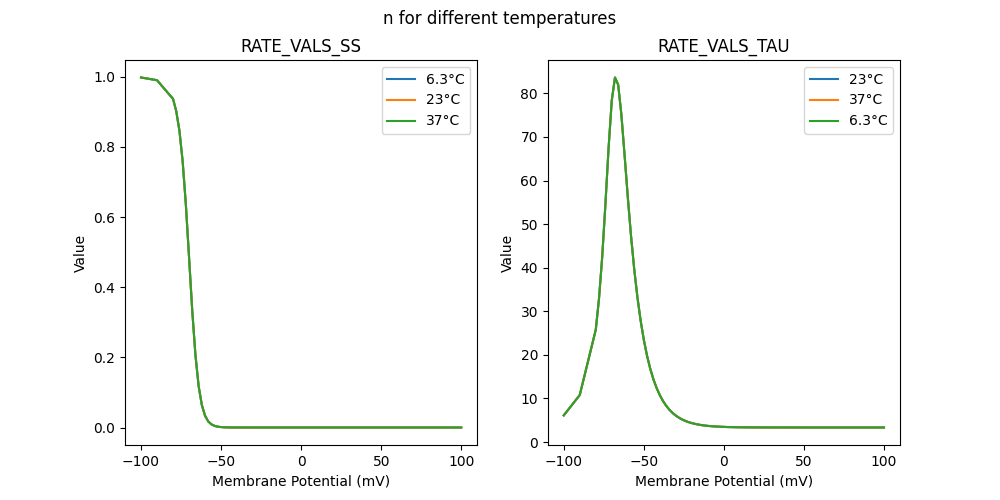 n for different temperatures
RATE_VALS_SS
1.0
0.8
0.6
0.4
0.2
0.0
Value
−100
−50
0
50
100
Membrane Potential (mV)
6.3°C
23°C
37°C
RATE_VALS_TAU
80
70
60
50
40
30
20
10
0
Value
−100
−50
0
50
100
Membrane Potential (mV)
23°C
37°C
6.3°C